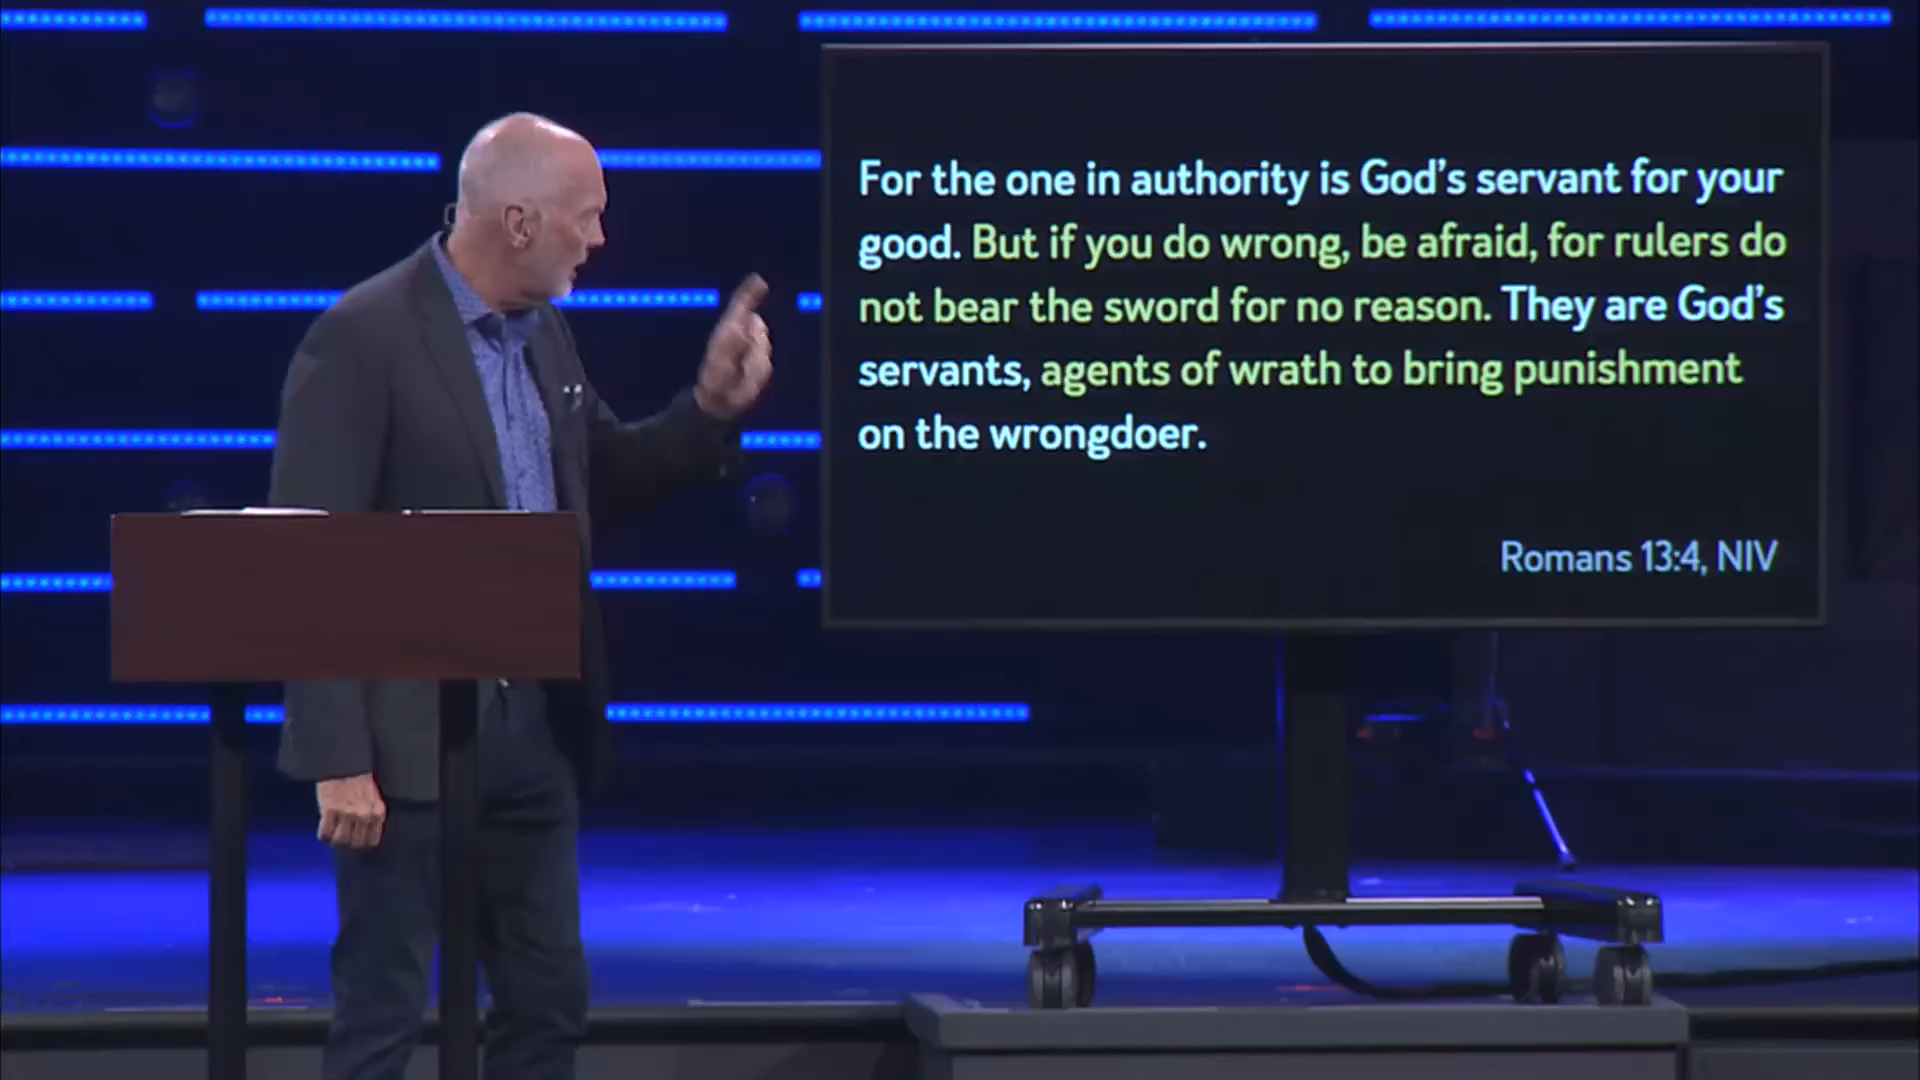 For the one in authority is God's servant for your
good. But if you do wrong, be afraid, for rulers do
not bear the sword for no reason. They are God's
servants, agents of wrath to bring punishment
on the wrongdoer.
Romans 13:4, NIV